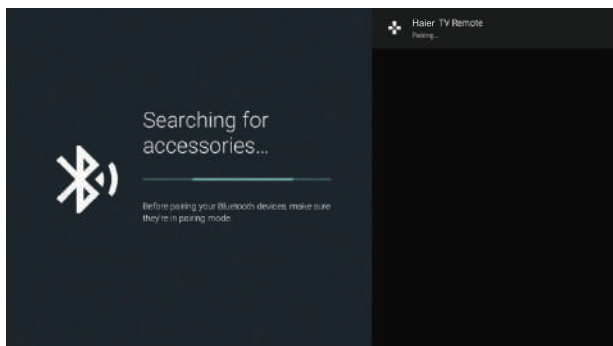 Searching for
accessories...
Before pairing your Bluetooth devices, make sure
they're in pairing mode.
Haier TV Remote
Pairing...